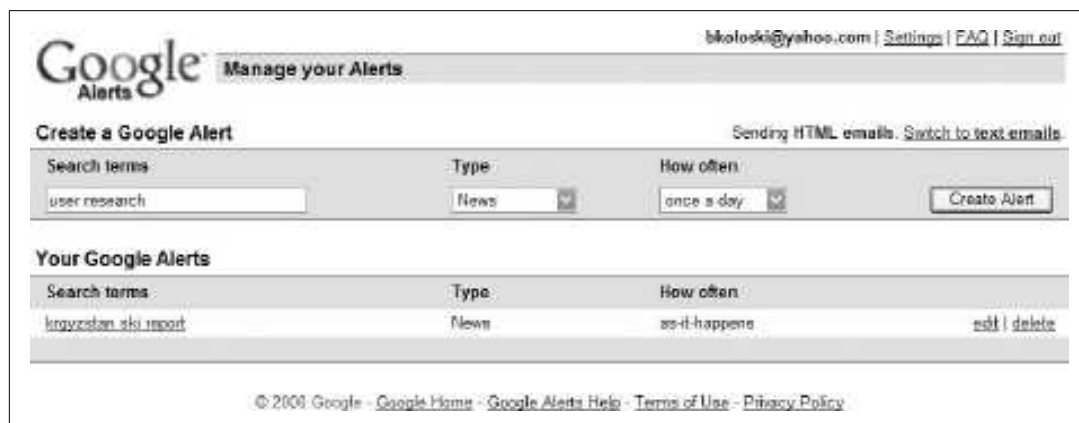 bkoloski@yahoo.com | Settings | FAQ | Sign out
Google
Alerts
Manage your Alerts
Create a Google Alert
Sending HTML emails. Switch to text emails.
Search terms Type How often
user research News once a day Create Alert
Your Google Alerts
Search terms Type How often
krgyzstan ski report News as-it-happens edit | delete
© 2006 Google - Google Home - Google Alerts Help - Terms of Use - Privacy Policy